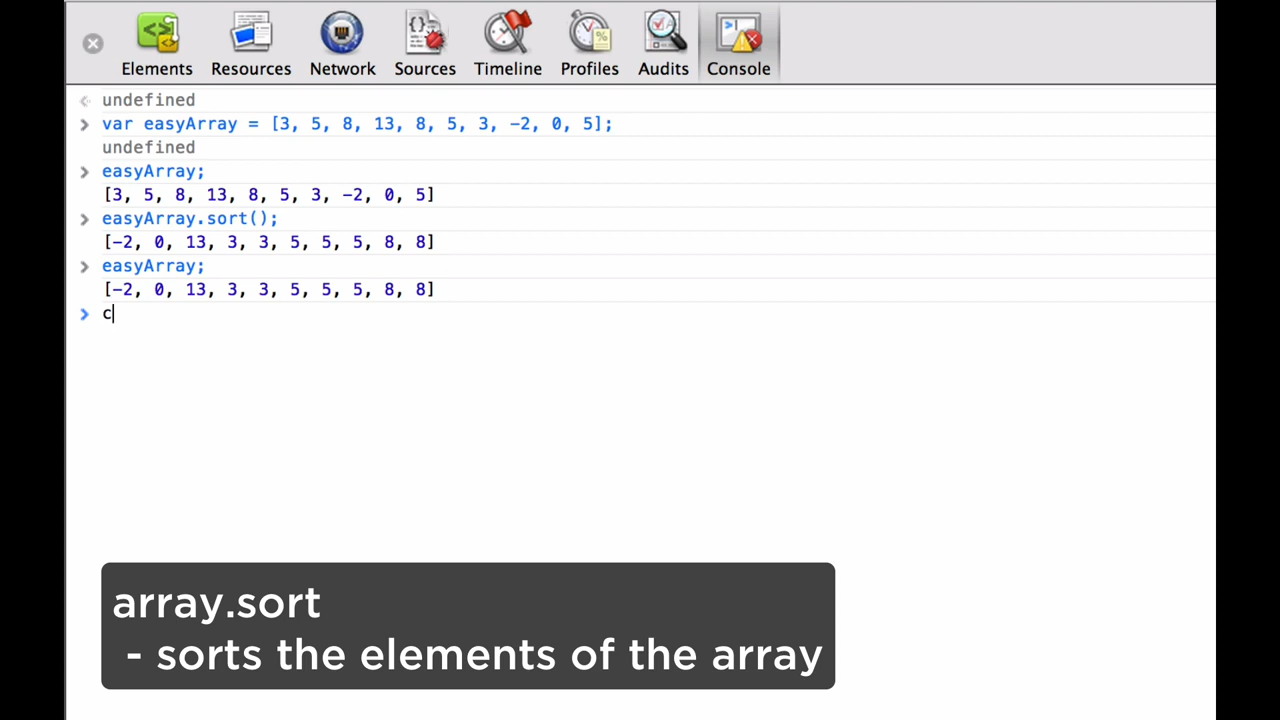 Elements Resources Network Sources Timeline Profiles Audits Console
undefined
var easyArray = [3, 5, 8, 13, 8, 5, 3, -2, 0, 5];
undefined
easyArray;
[3, 5, 8, 13, 8, 5, 3, -2, 0, 5]
easyArray.sort();
[-2, 0, 13, 3, 3, 5, 5, 5, 8, 8]
easyArray;
[-2, 0, 13, 3, 3, 5, 5, 5, 8, 8]
c
array.sort
- sorts the elements of the array